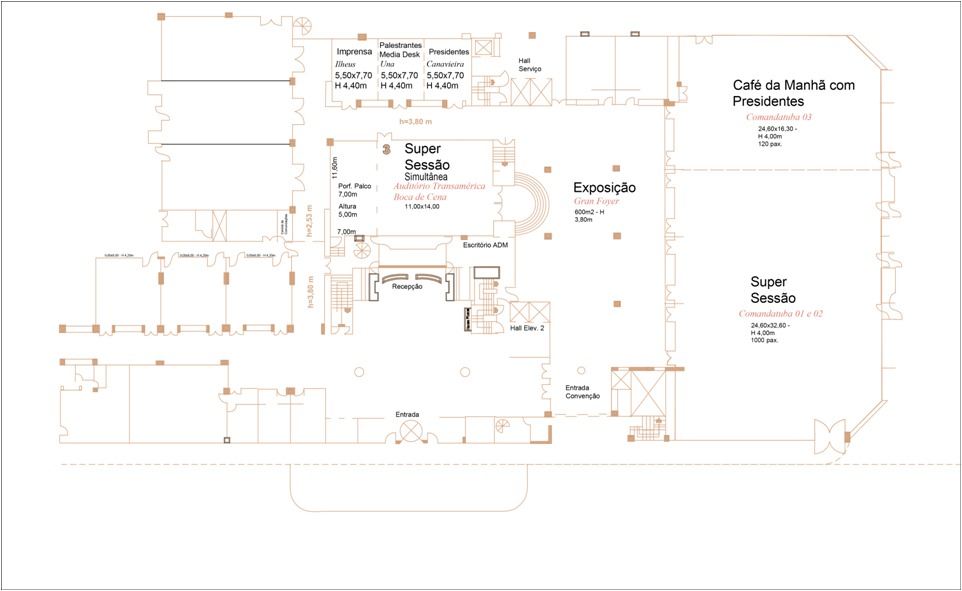 Imprensa
Ilheus
5,50x7,70
H 4,40m
Palestrantes
Media Desk
Una
5,50x7,70
H 4,40m
Presidentes
Canavieira
5,50x7,70
H 4,40m
Hall
Serviço
Café da Manhã com
Presidentes
Comandatuba 03
24,60x16,30 -
H 4,00m
120 pax.
h=3,80 m
3
Super
Sessão
Simultânea
Auditório Transamérica
Boca de Cena
11,00x14,00
11,60m
Porf. Palco
7,00m
Altura
5,00m
7,00m
Exposição
Gran Foyer
600m2 - H
3,80m
h=2,53 m
Escritório ADM
h=3,80 m
Recepção
Super
Sessão
Comandatuba 01 e 02
24,60x32,60 -
H 4,00m
1000 pax.
Hall Elev. 2
Entrada
Convenção
Entrada